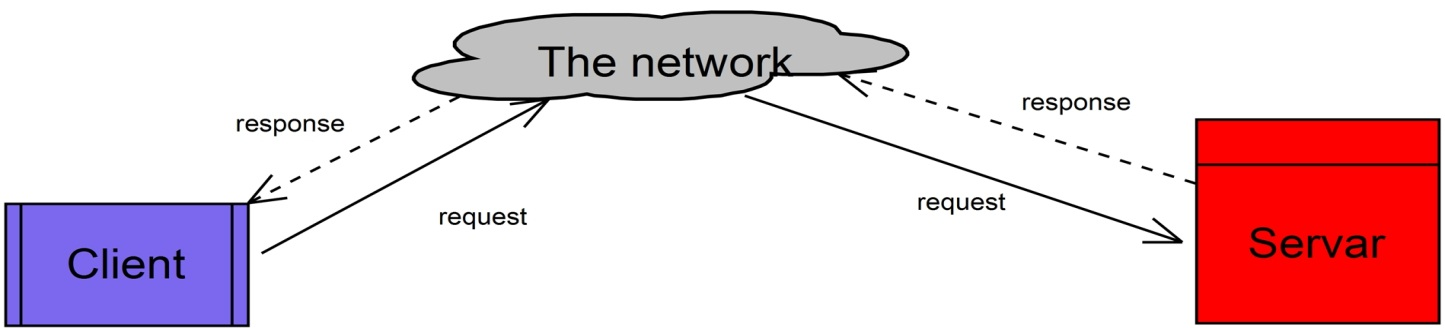 The network
response
response
request
request
Client
Servar